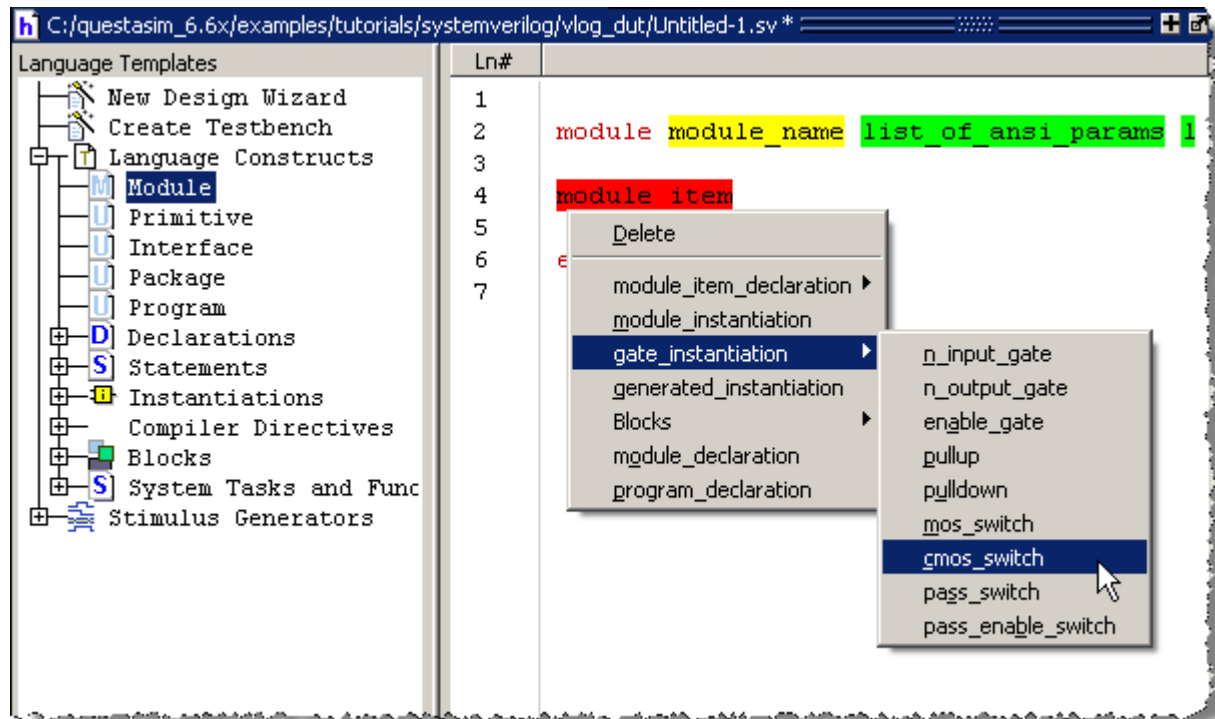 h C:/questasim_6.6x/examples/tutorials/systemverilog/vlog_dut/Untitled-1.sv *
Language Templates
New Design Wizard
Create Testbench
T Language Constructs
M Module
U Primitive
U Interface
U Package
U Program
D Declarations
S Statements
Instantiations
Compiler Directives
Blocks
S System Tasks and Func
Stimulus Generators
Ln#
1
2 module module_name list_of_ansi_params l
3
4 module_item
5
6 e
7
Delete
module_item_declaration
module_instantiation
gate_instantiation
generated_instantiation
Blocks
module_declaration
program_declaration
n_input_gate
n_output_gate
enable_gate
pullup
pulldown
mos_switch
cmos_switch
pass_switch
pass_enable_switch